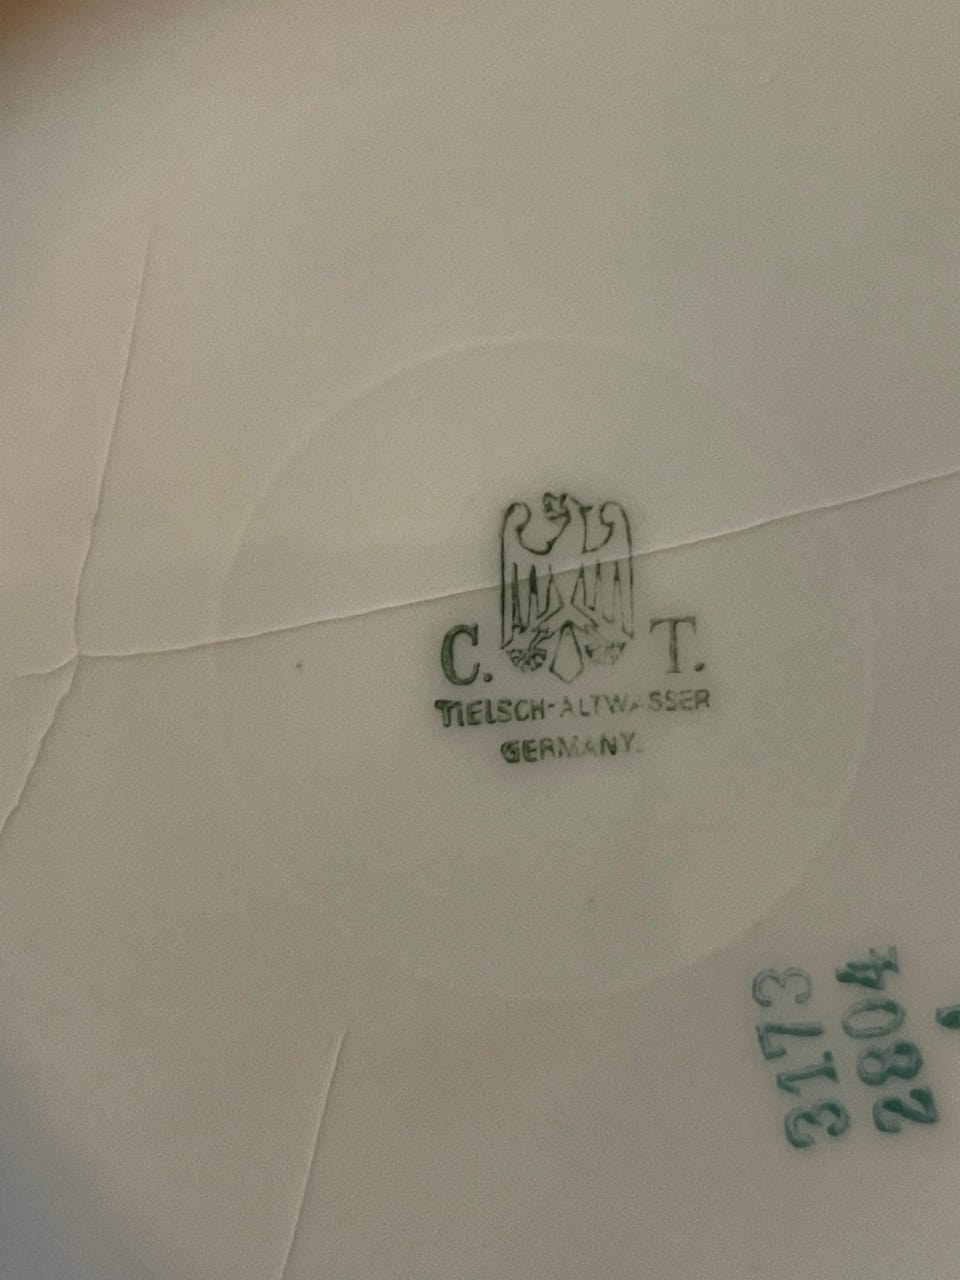 C. T.
TIELSCH-ALTWASSER
GERMANY.
3173
2804